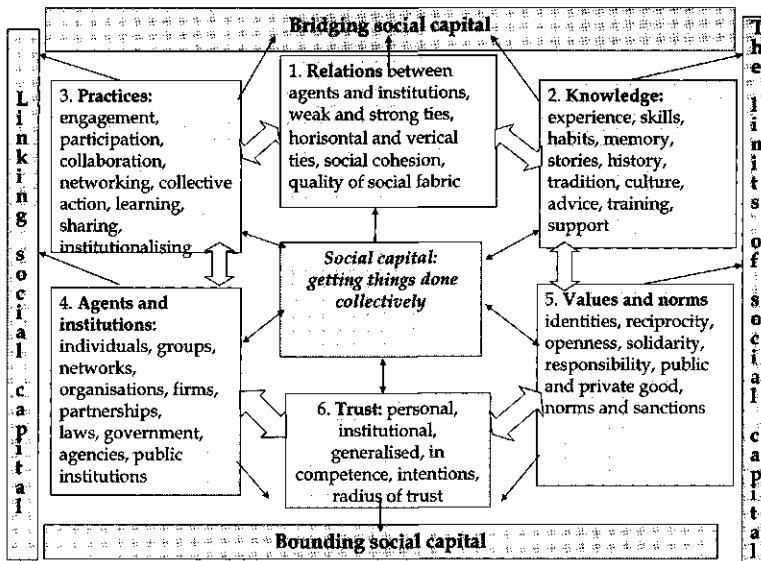 Bridging social capital
Linking social capital
The limits of social capital
3. Practices:
engagement,
participation,
collaboration,
networking, collective
action, learning,
sharing,
institutionalising
1. Relations between
agents and institutions,
weak and strong ties,
horisontal and verical
ties, social cohesion,
quality of social fabric
2. Knowledge:
experience, skills,
habits, memory,
stories, history,
tradition, culture,
advice, training,
support
Social capital:
getting things done
collectively
4. Agents and
institutions:
individuals, groups,
networks,
organisations, firms,
partnerships,
laws, government,
agencies, public
institutions
5. Values and norms
identities, reciprocity,
openness, solidarity,
responsibility, public
and private good,
norms and sanctions
6. Trust: personal,
institutional,
generalised, in
competence, intentions,
radius of trust
Bounding social capital